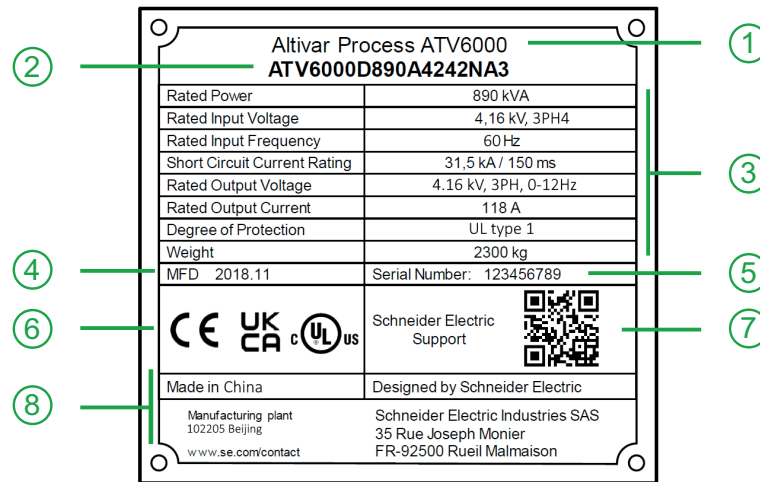 Altivar Process ATV6000
ATV6000D890A4242NA3
Rated Power 890 kVA
Rated Input Voltage 4,16 kV, 3PH4
Rated Input Frequency 60 Hz
Short Circuit Current Rating 31,5 kA / 150 ms
Rated Output Voltage 4.16 kV, 3PH, 0-12Hz
Rated Output Current 118 A
Degree of Protection UL type 1
Weight 2300 kg
MFD 2018.11 Serial Number: 123456789
CE UK CA C UL US Schneider Electric Support
Made in China Designed by Schneider Electric
Manufacturing plant
102205 Beijing
www.se.com/contact
Schneider Electric Industries SAS
35 Rue Joseph Monier
FR-92500 Rueil Malmaison
1
2
3
4
5
6
7
8